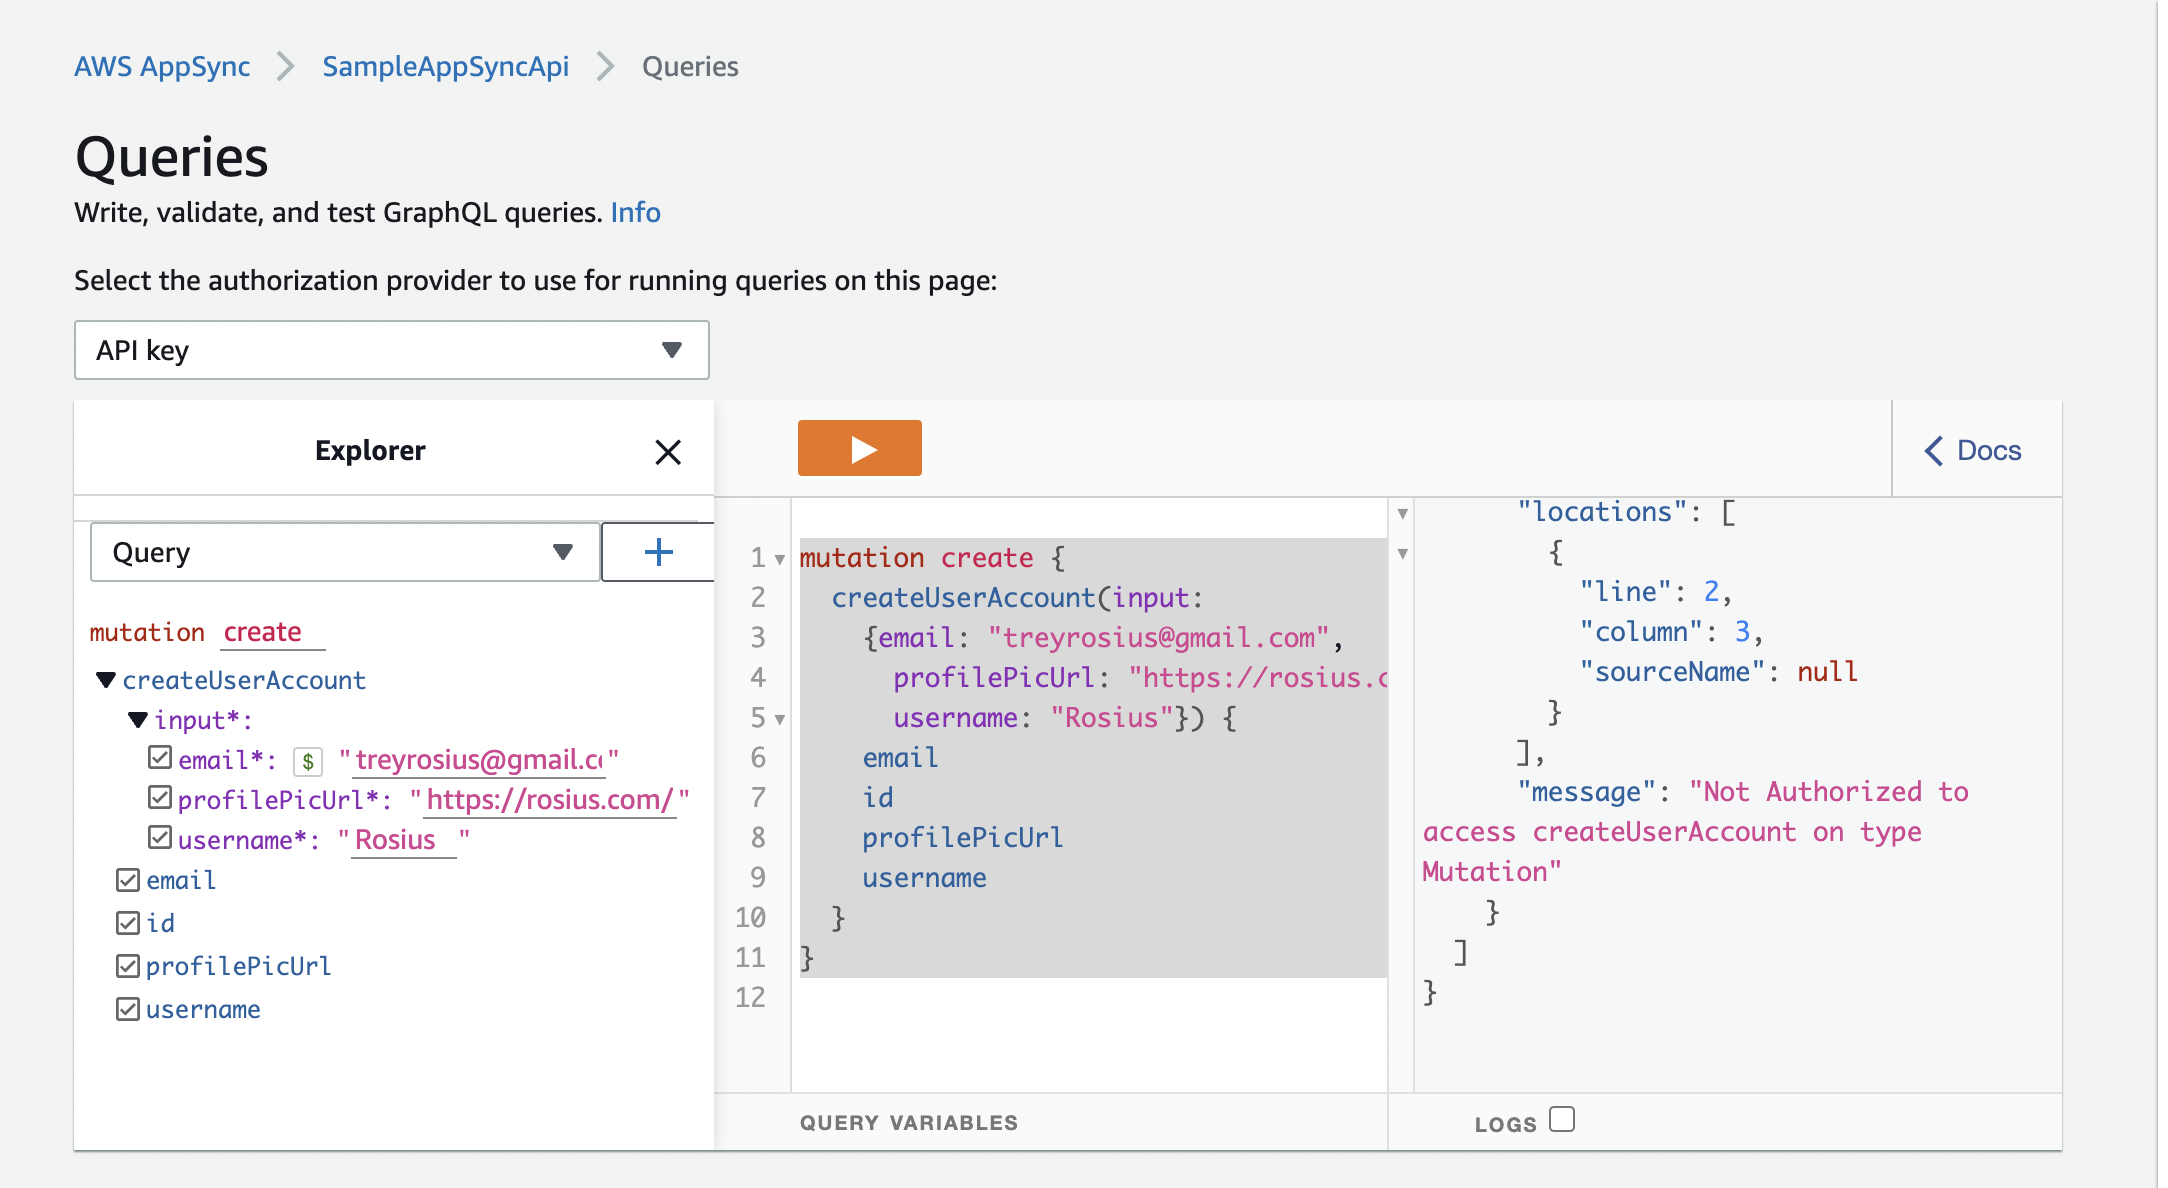 AWS AppSync > SampleAppSyncApi > Queries
Queries
Write, validate, and test GraphQL queries. Info
Select the authorization provider to use for running queries on this page:
API key
Explorer
Query
mutation create
createUserAccount
input*:
email*: $ "treyrosius@gmail.c"
profilePicUrl*: "https://rosius.com/"
username*: "Rosius "
email
id
profilePicUrl
username
1 mutation create {
2 createUserAccount(input:
3 {email: "treyrosius@gmail.com",
4 profilePicUrl: "https://rosius.c
5 username: "Rosius"}) {
6 email
7 id
8 profilePicUrl
9 username
10 }
11 }
12
QUERY VARIABLES
Docs
"locations": [
{
"line": 2,
"column": 3,
"sourceName": null
}
],
"message": "Not Authorized to
access createUserAccount on type
Mutation"
}
]
}
LOGS